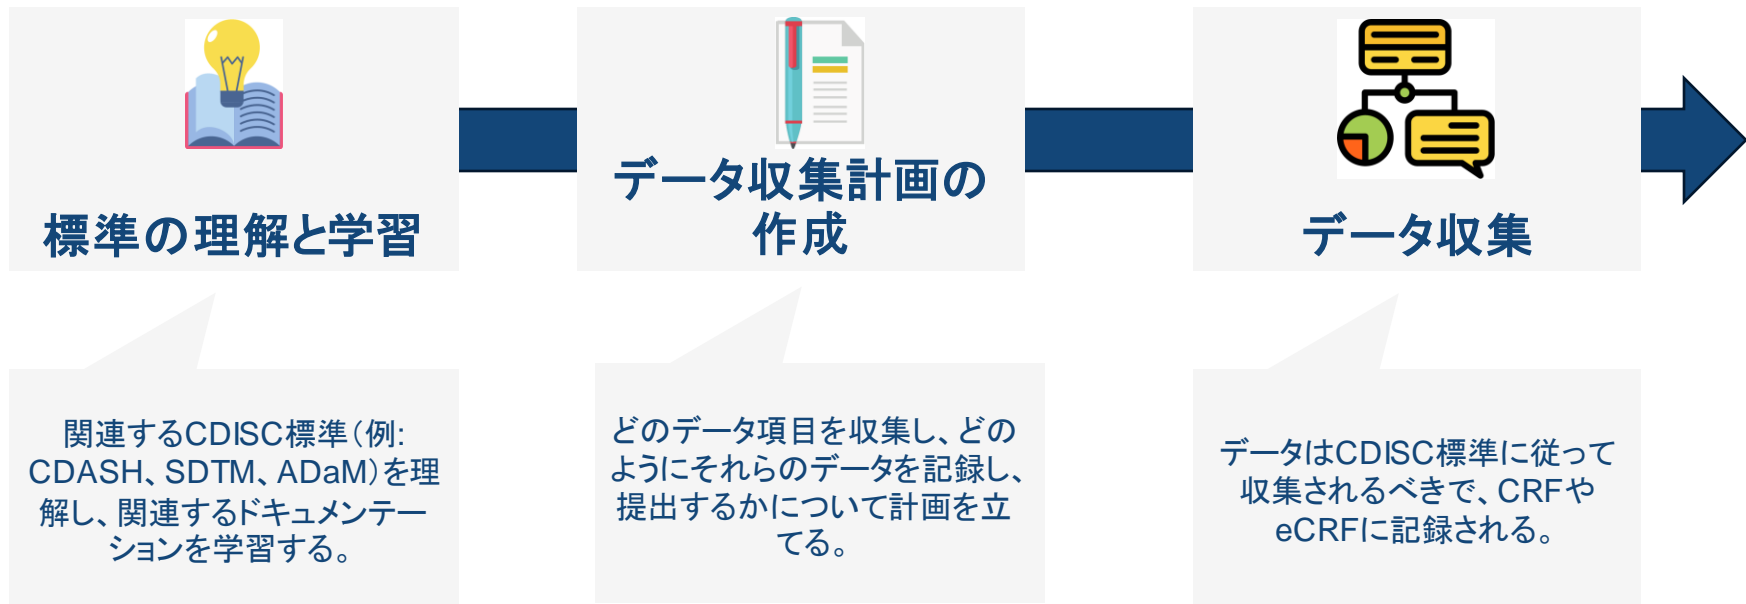 標準の理解と学習
データ収集計画の
作成
データ収集
関連するCDISC標準（例:
CDASH、SDTM、ADaM）を理
解し、関連するドキュメンテー
ションを学習する。
どのデータ項目を収集し、どの
ようにそれらのデータを記録し、
提出するかについて計画を立
てる。
データはCDISC標準に従って
収集されるべきで、CRFや
eCRFに記録される。